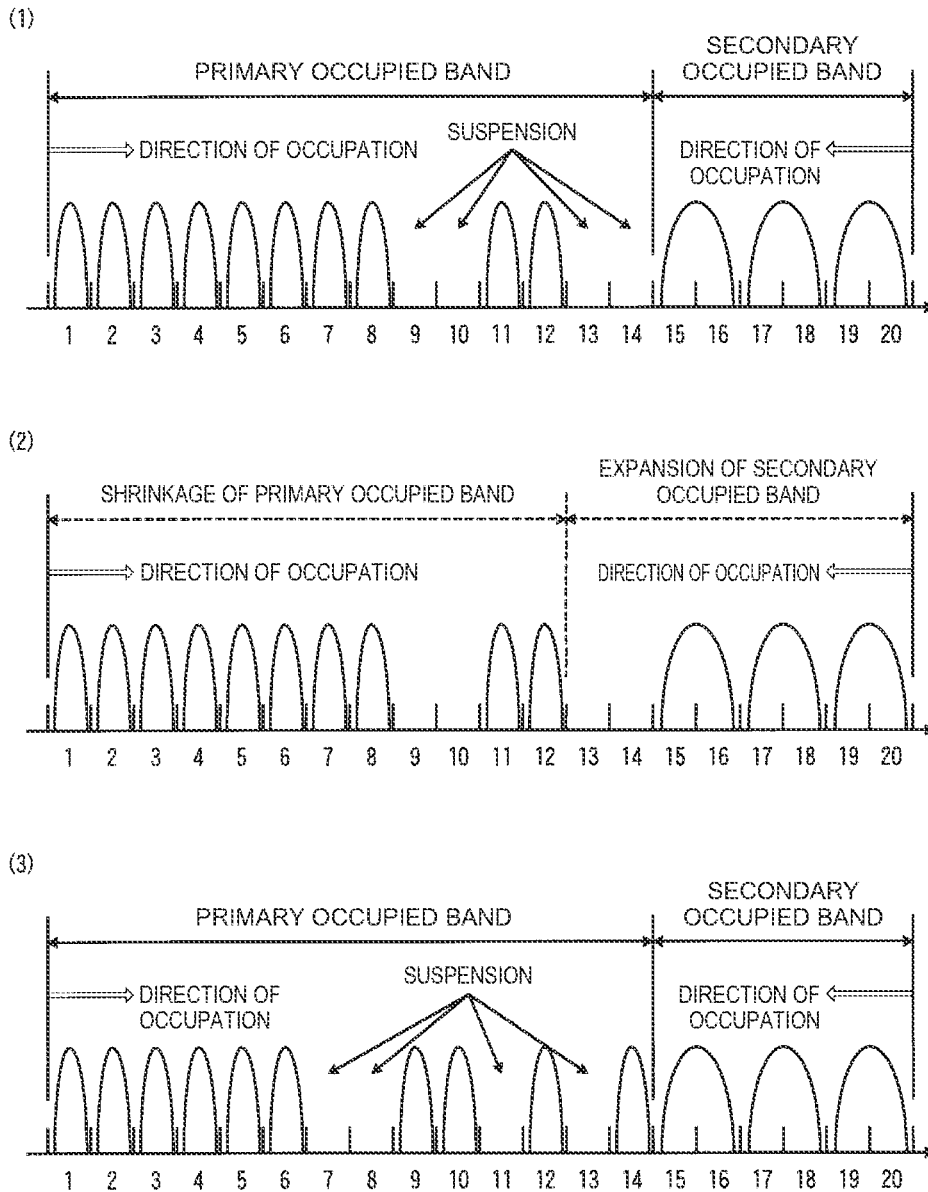 (1)
PRIMARY OCCUPIED BAND
SECONDARY
OCCUPIED BAND
DIRECTION OF OCCUPATION
SUSPENSION
DIRECTION OF
OCCUPATION
1 2 3 4 5 6 7 8 9 10 11 12 13 14 15 16 17 18 19 20
(2)
SHRINKAGE OF PRIMARY OCCUPIED BAND
EXPANSION OF SECONDARY
OCCUPIED BAND
DIRECTION OF OCCUPATION
DIRECTION OF OCCUPATION
1 2 3 4 5 6 7 8 9 10 11 12 13 14 15 16 17 18 19 20
(3)
PRIMARY OCCUPIED BAND
SECONDARY
OCCUPIED BAND
DIRECTION OF
OCCUPATION
SUSPENSION
DIRECTION OF
OCCUPATION
1 2 3 4 5 6 7 8 9 10 11 12 13 14 15 16 17 18 19 20